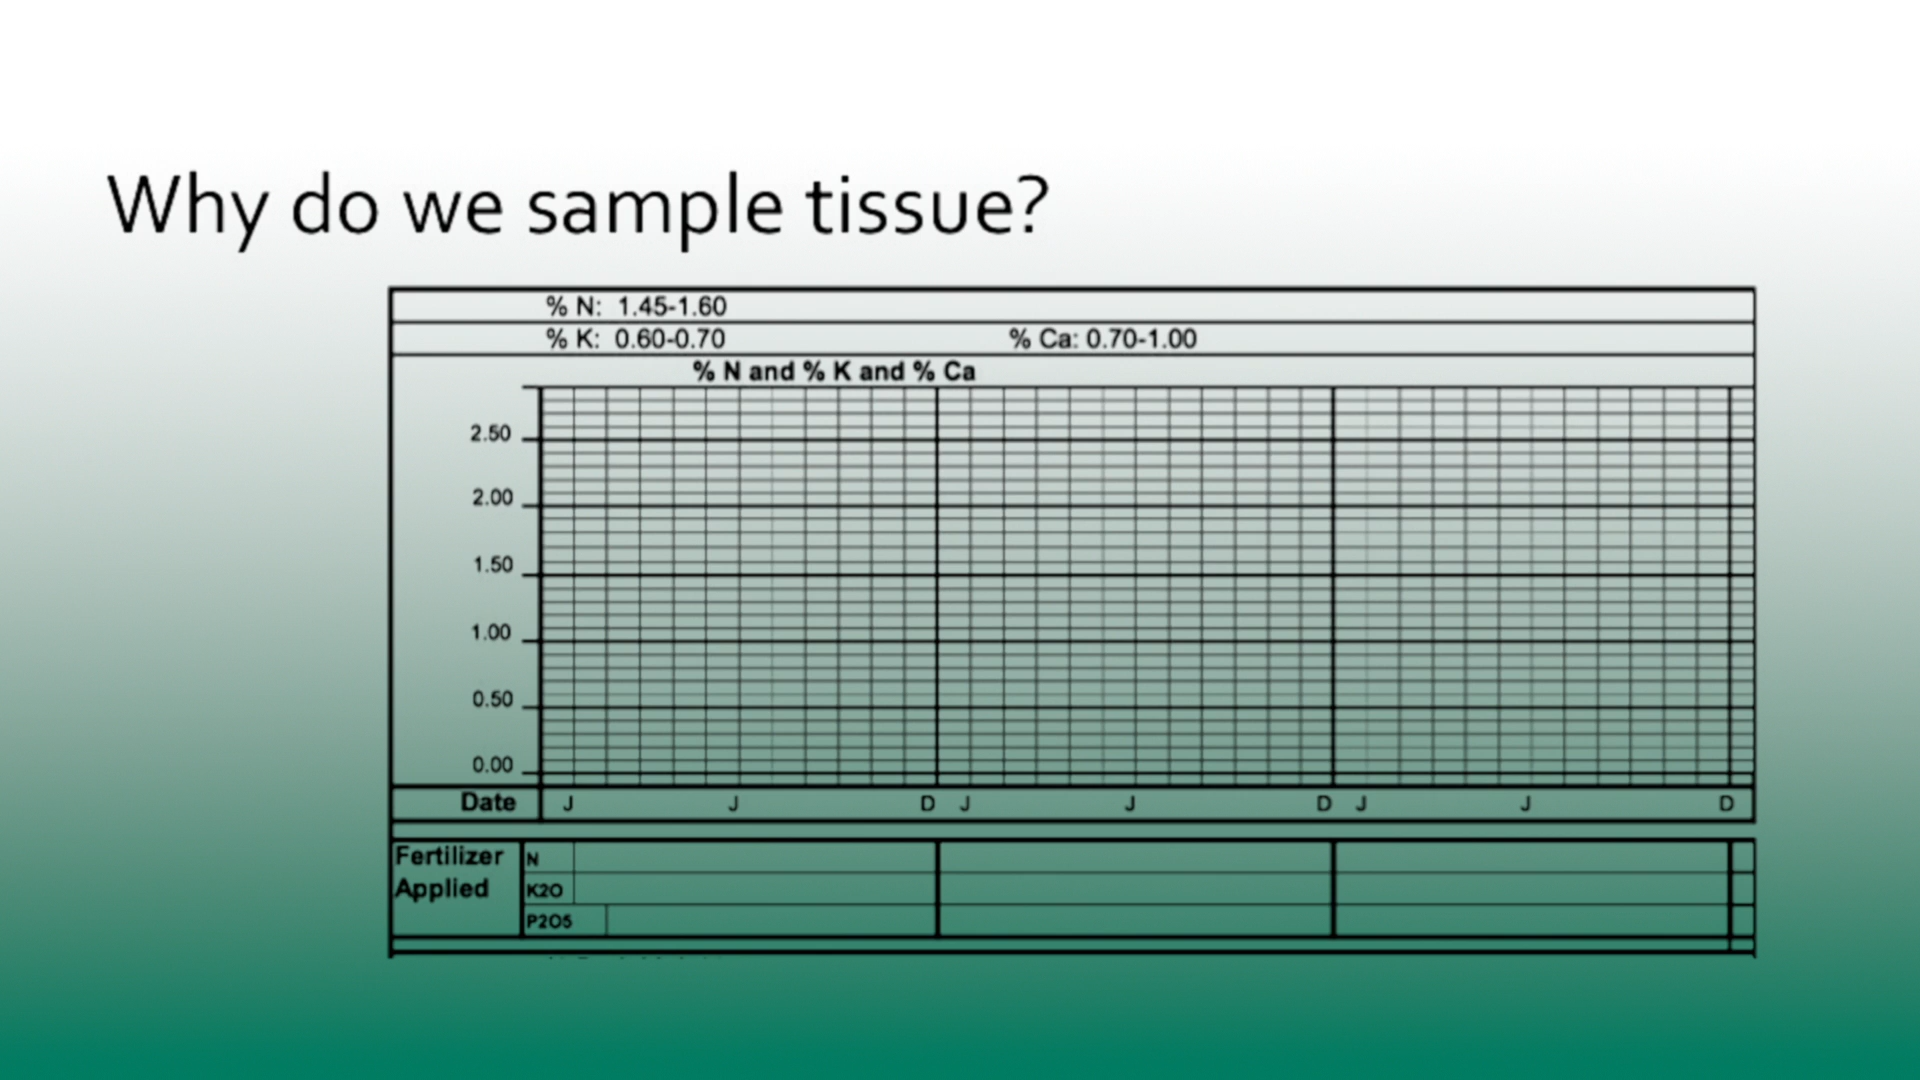 Why do we sample tissue?
% N: 1.45-1.60
% K: 0.60-0.70 % Ca: 0.70-1.00
% N and % K and % Ca
2.50
2.00
1.50
1.00
0.50
0.00
Date J J D J J D J J D
Fertilizer N
Applied K2O
P2O5